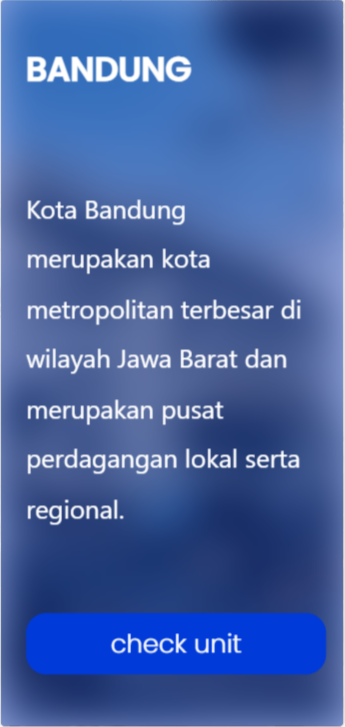 BANDUNG
Kota Bandung
merupakan kota
metropolitan terbesar di
wilayah Jawa Barat dan
merupakan pusat
perdagangan lokal serta
regional.
check unit